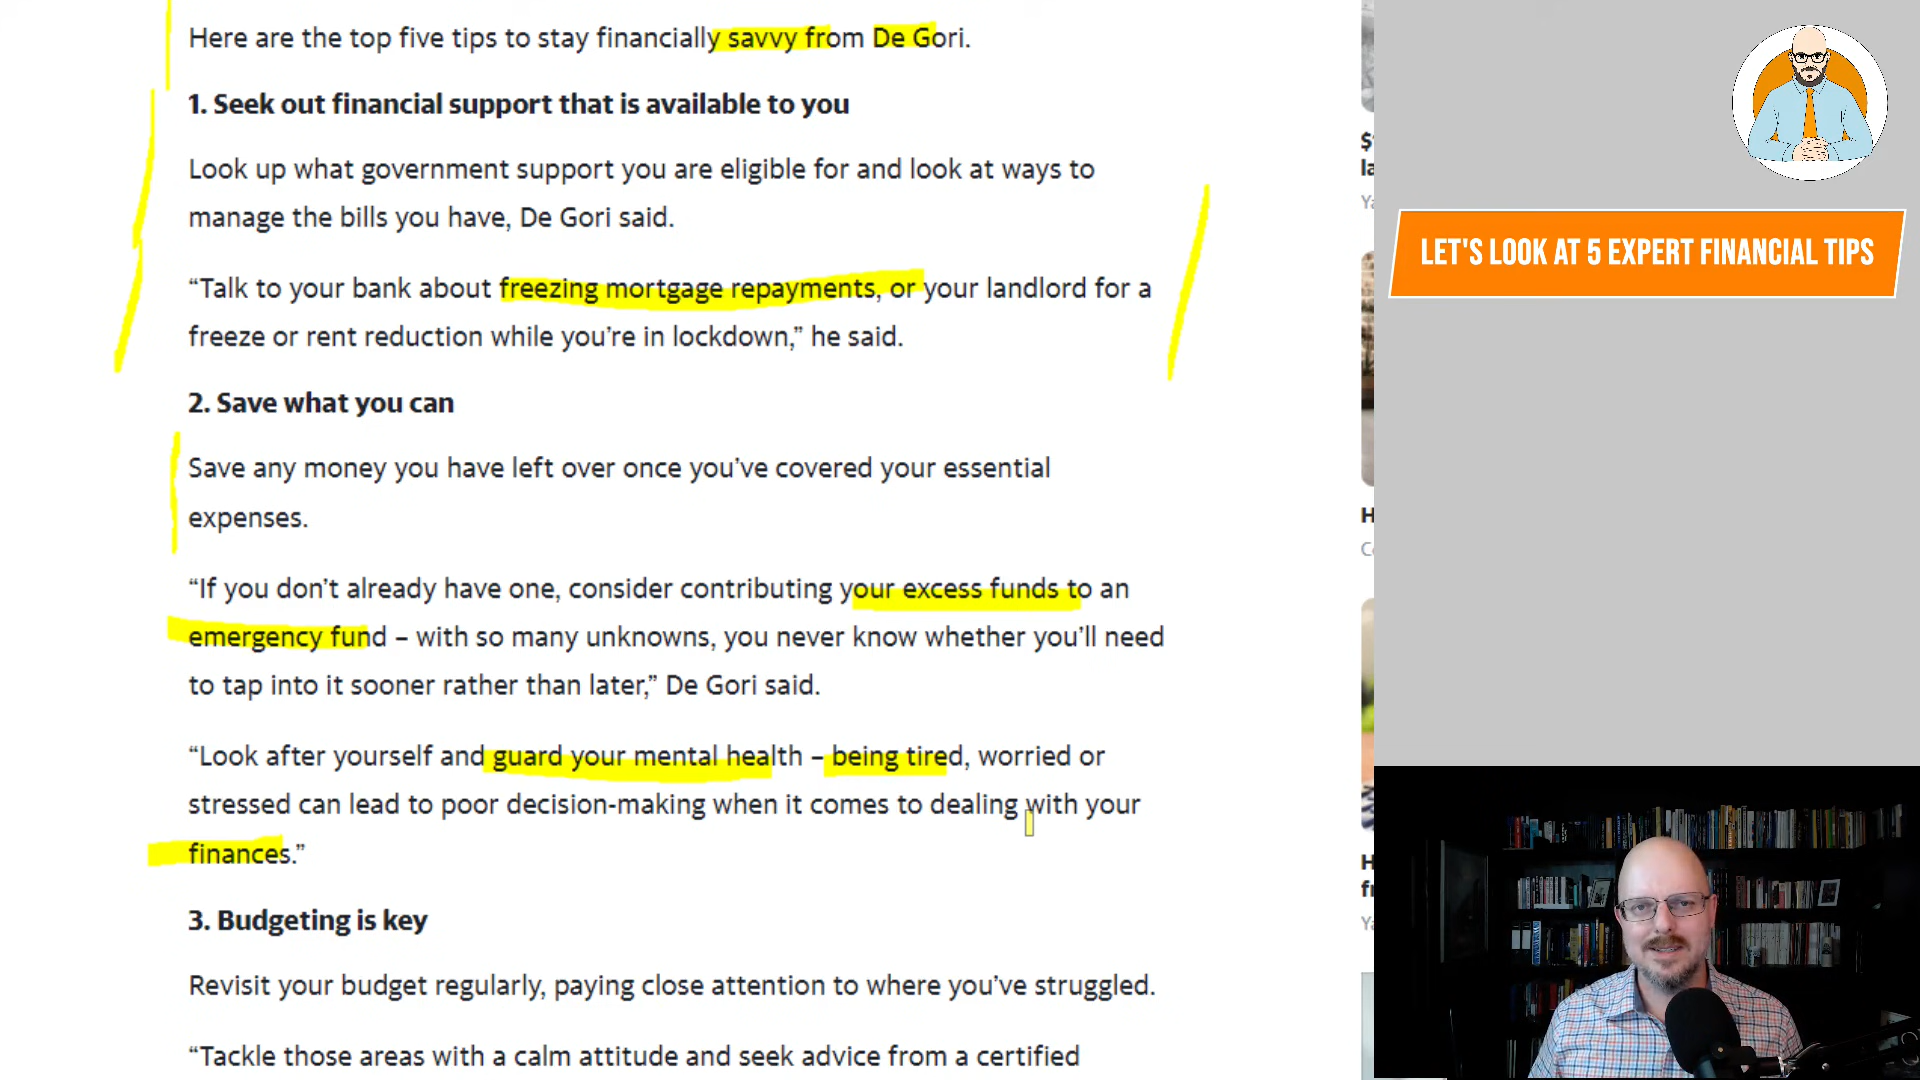 Here are the top five tips to stay financially savvy from De Gori.
1. Seek out financial support that is available to you
Look up what government support you are eligible for and look at ways to
manage the bills you have, De Gori said.
“Talk to your bank about freezing mortgage repayments, or your landlord for a
freeze or rent reduction while you’re in lockdown,” he said.
2. Save what you can
Save any money you have left over once you’ve covered your essential
expenses.
“If you don’t already have one, consider contributing your excess funds to an
emergency fund – with so many unknowns, you never know whether you’ll need
to tap into it sooner rather than later,” De Gori said.
“Look after yourself and guard your mental health – being tired, worried or
stressed can lead to poor decision-making when it comes to dealing with your
finances.”
3. Budgeting is key
Revisit your budget regularly, paying close attention to where you’ve struggled.
“Tackle those areas with a calm attitude and seek advice from a certified
LET'S LOOK AT 5 EXPERT FINANCIAL TIPS